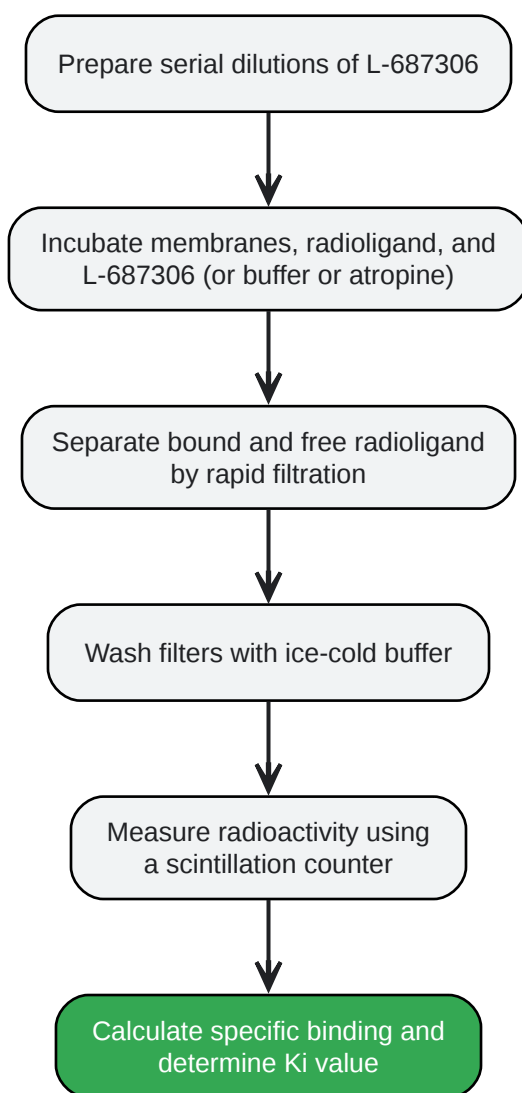 Prepare serial dilutions of L-687306
Incubate membranes, radioligand, and
L-687306 (or buffer or atropine)
Separate bound and free radioligand
by rapid filtration
Wash filters with ice-cold buffer
Measure radioactivity using
a scintillation counter
Calculate specific binding and
determine Ki value